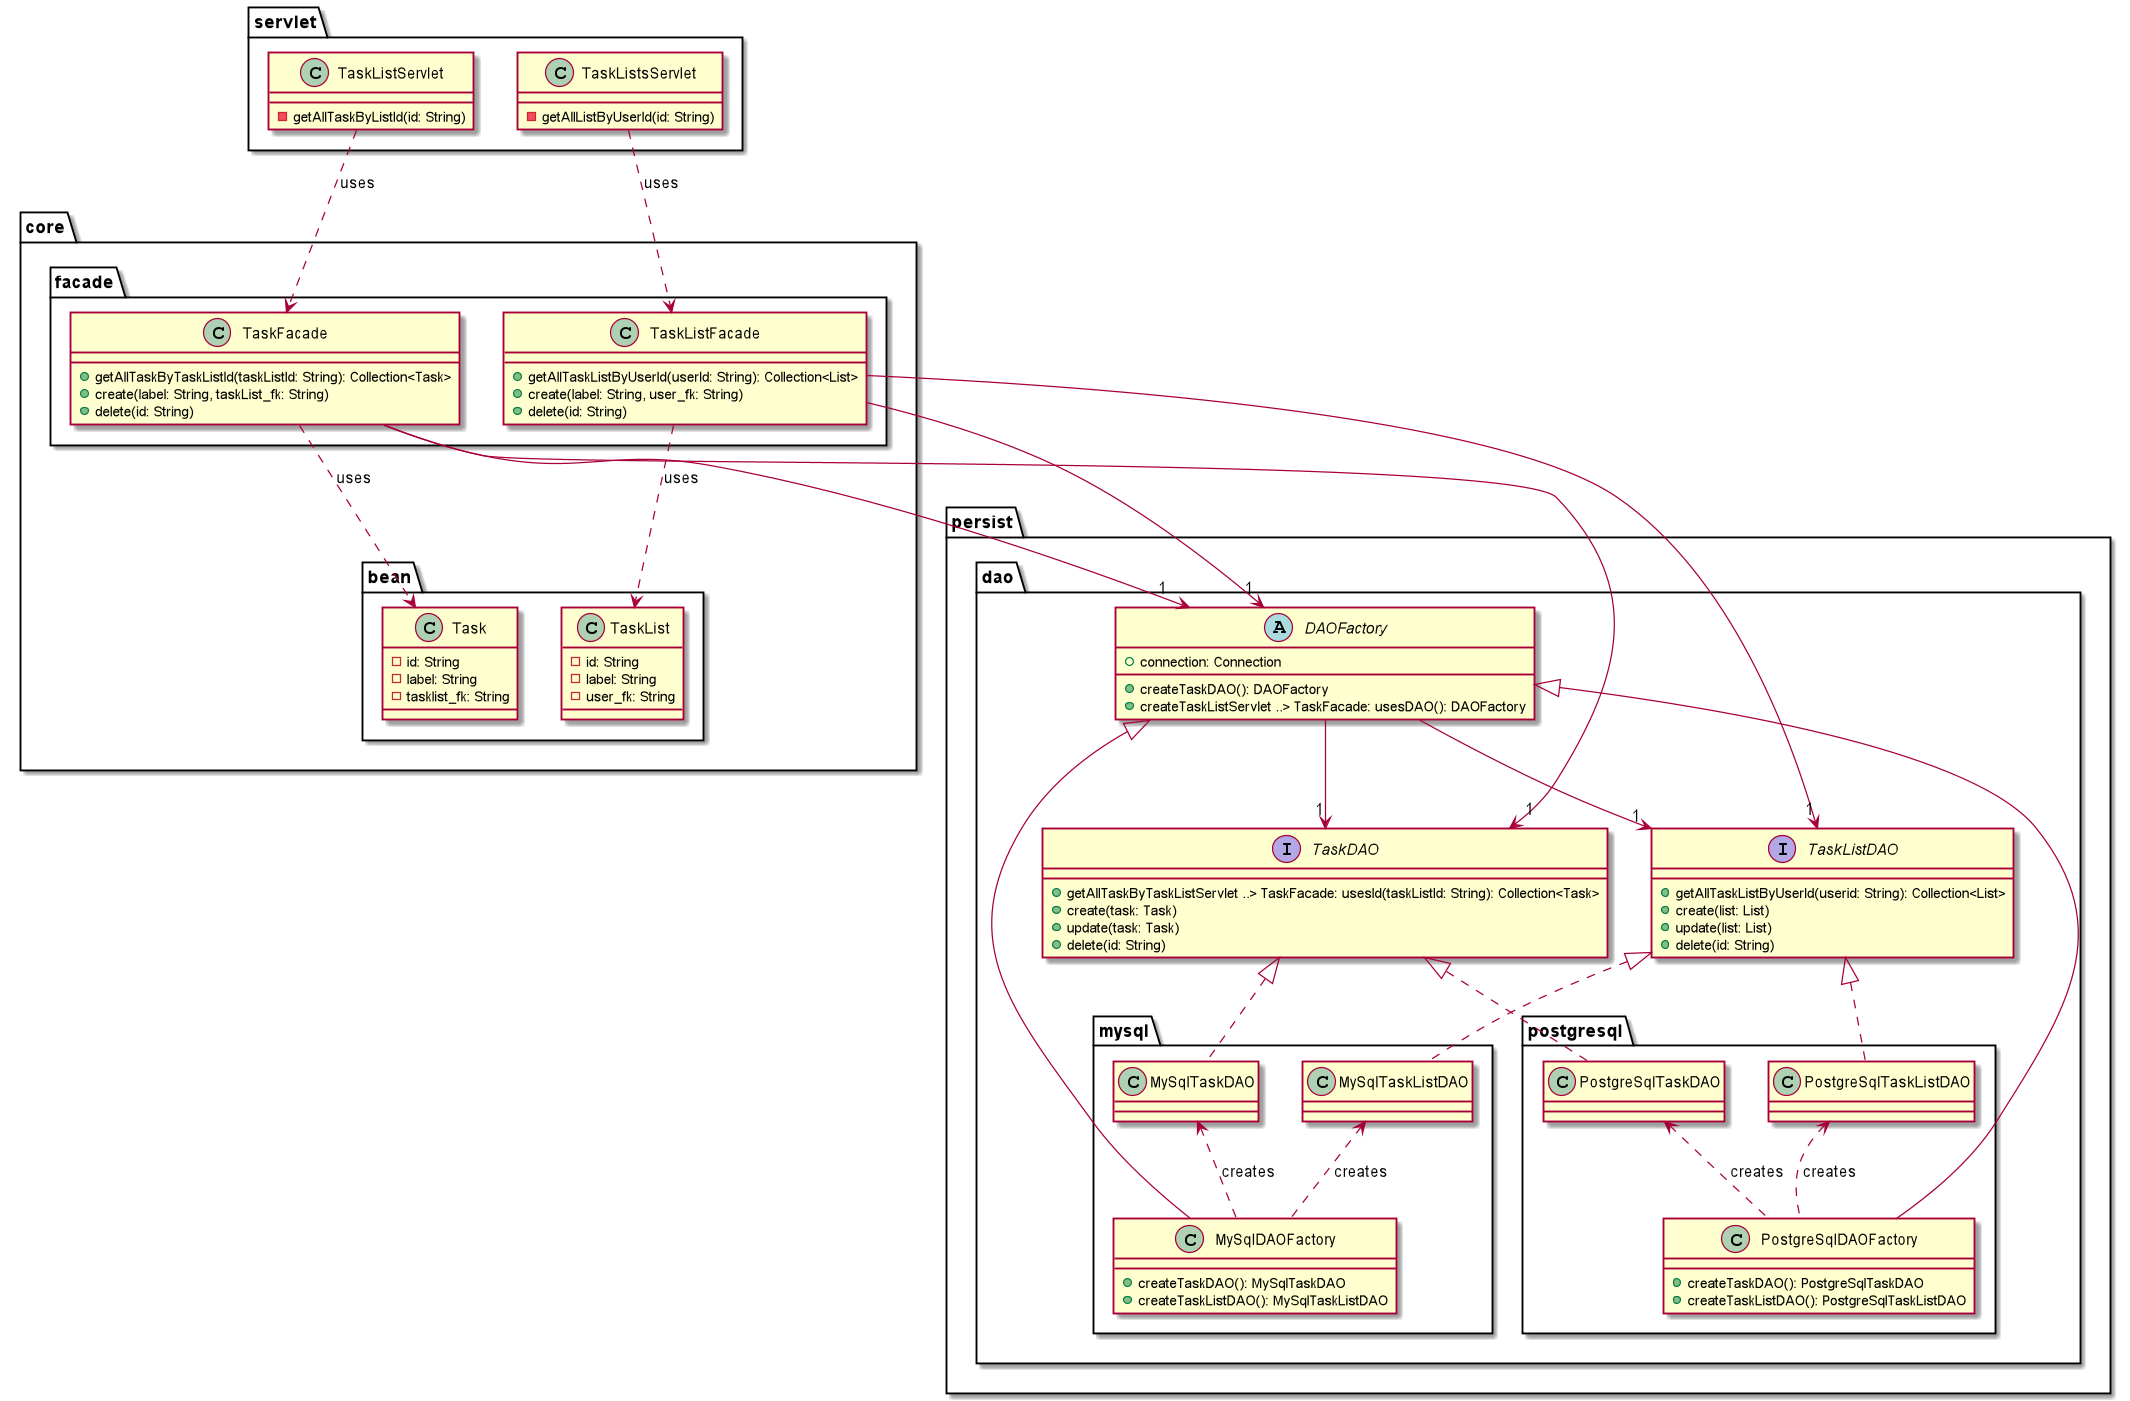 servlet
C TaskListServlet
getAllTaskByListId(id: String)
C TaskListsServlet
getAllListByUserId(id: String)
uses
uses
core
facade
C TaskFacade
getAllTaskByTaskListId(taskListId: String): Collection<Task>
create(label: String, taskList_fk: String)
delete(id: String)
C TaskListFacade
getAllTaskListByUserId(userId: String): Collection<List>
create(label: String, user_fk: String)
delete(id: String)
uses
uses
bean
C Task
id: String
label: String
tasklist_fk: String
C TaskList
id: String
label: String
user_fk: String
persist
dao
1
1
A DAOFactory
connection: Connection
createTaskDAO(): DAOFactory
createTaskListServlet ..> TaskFacade: usesDAO(): DAOFactory
1
1
1
1
I TaskDAO
getAllTaskByTaskListServlet ..> TaskFacade: usesId(taskListId: String): Collection<Task>
create(task: Task)
update(task: Task)
delete(id: String)
I TaskListDAO
getAllTaskListByUserId(userid: String): Collection<List>
create(list: List)
update(list: List)
delete(id: String)
mysql
C MySqlTaskDAO
C MySqlTaskListDAO
creates
creates
C MySqlDAOFactory
createTaskDAO(): MySqlTaskDAO
createTaskListDAO(): MySqlTaskListDAO
postgresql
C PostgreSqlTaskDAO
C PostgreSqlTaskListDAO
creates
creates
C PostgreSqlDAOFactory
createTaskDAO(): PostgreSqlTaskDAO
createTaskListDAO(): PostgreSqlTaskListDAO